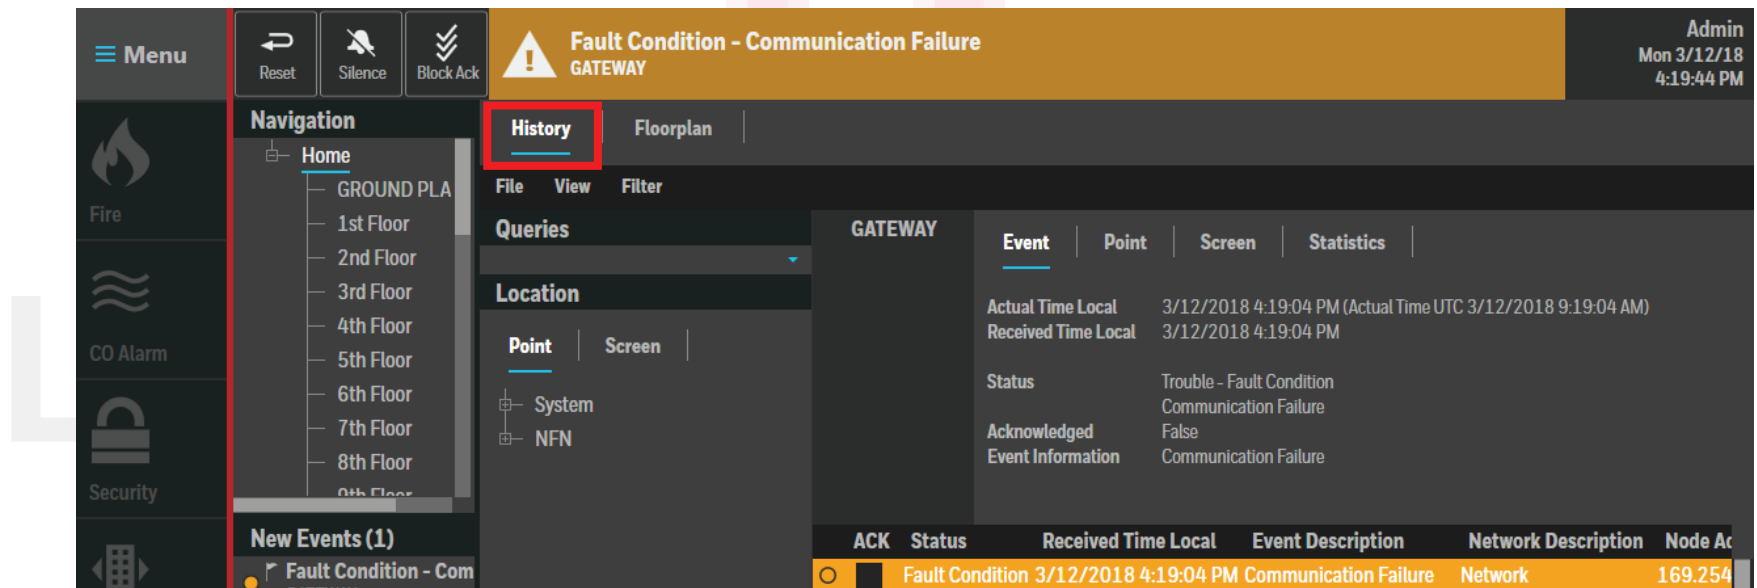 Menu
Reset
Silence
Block Ack
Fault Condition - Communication Failure
GATEWAY
Admin
Mon 3/12/18
4:19:44 PM
Fire
CO Alarm
Security
Navigation
Home
GROUND PLA
1st Floor
2nd Floor
3rd Floor
4th Floor
5th Floor
6th Floor
7th Floor
8th Floor
9th Floor
New Events (1)
Fault Condition - Com
History
Floorplan
File View Filter
Queries
Location
Point
Screen
System
NFN
GATEWAY
Event Point Screen Statistics
Actual Time Local 3/12/2018 4:19:04 PM (Actual Time UTC 3/12/2018 9:19:04 AM)
Received Time Local 3/12/2018 4:19:04 PM
Status Trouble - Fault Condition
Communication Failure
Acknowledged False
Event Information Communication Failure
ACK Status Received Time Local Event Description Network Description Node Ad
Fault Condition 3/12/2018 4:19:04 PM Communication Failure Network 169.254